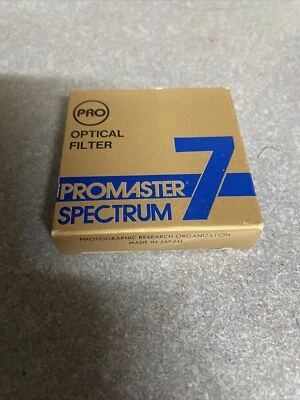 PRO
OPTICAL
FILTER
7
PROMASTER®
SPECTRUM
PHOTOGRAPHIC RESEARCH ORGANIZATION
MADE IN JAPAN